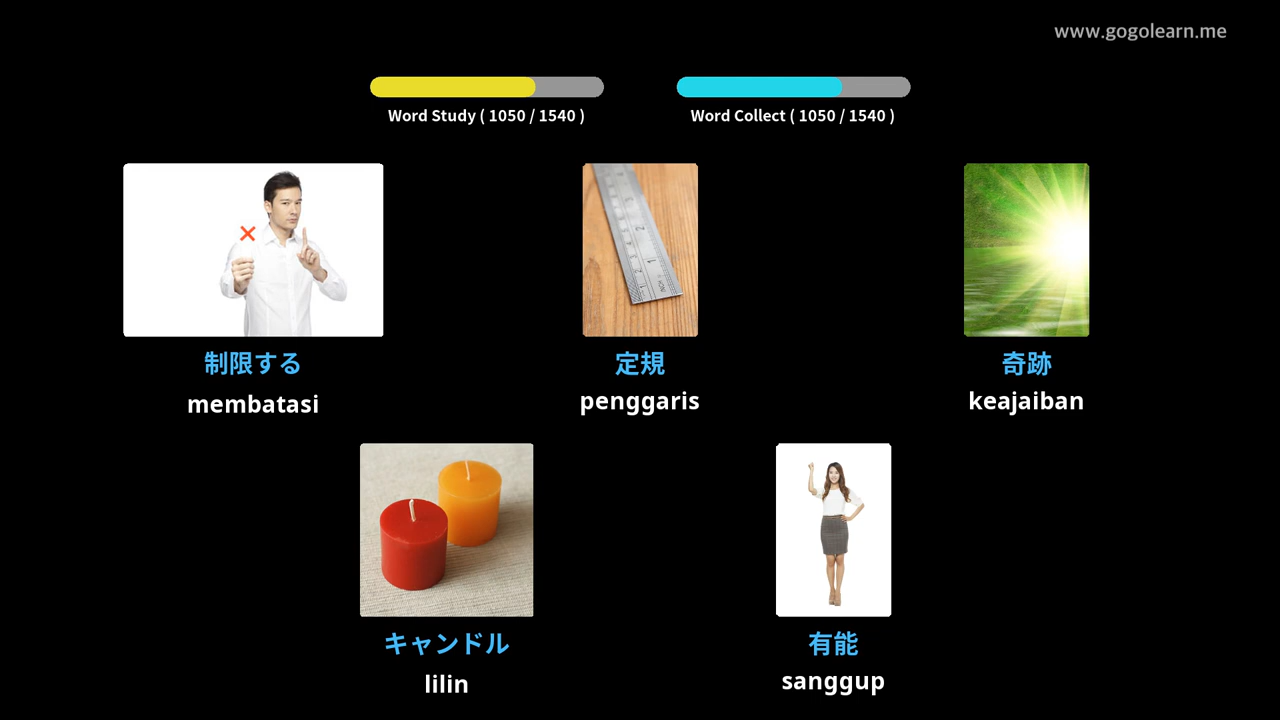 www.gogolearn.me
Word Study ( 1050 / 1540 )
Word Collect ( 1050 / 1540 )
制限する
membatasi
定規
penggaris
奇跡
keajaiban
キャンドル
lilin
有能
sanggup